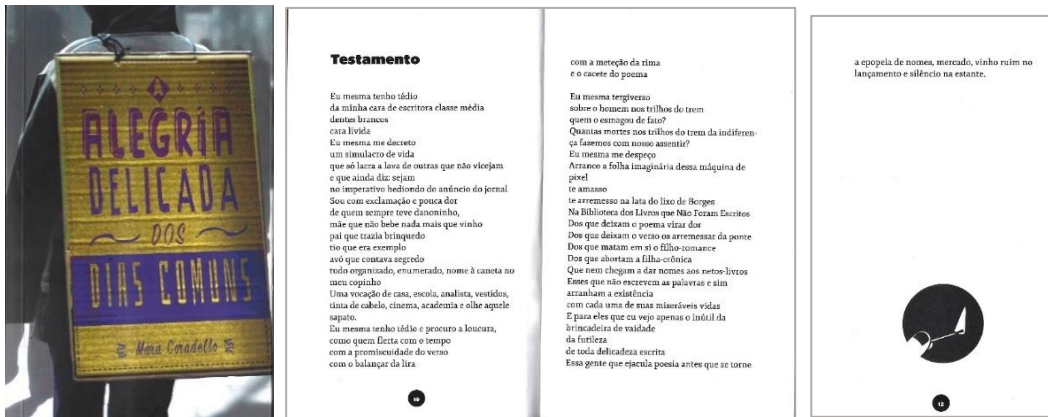 A
ALEGRIA
DELICADA
DOS
DIAS COMUNS
Mara Coradello
Testamento
Eu mesma tenho tédio
da minha cara de escritora classe média
dentes brancos
cara lívida
Eu mesma me decreto
um simulacro de vida
que só lacra a lava de outras que não vicejam
e que ainda diz: sejam
no imperativo hediondo do anúncio do jornal
Sou com exclamação e pouca dor
de quem sempre teve danoninho,
mãe que não bebe nada mais que vinho
pai que trazia brinquedo
tio que era exemplo
avó que contava segredo
tudo organizado, enumerado, nome à caneta no
meu copinho
Uma vocação de casa, escola, analista, vestidos,
tinta de cabelo, cinema, academia e olhe aquele
sapato.
Eu mesma tenho tédio e procuro a loucura,
como quem flerta com o tempo
com a promiscuidade do verso
com o balançar da lira
10
com a meteção da rima
e o cacete do poema
Eu mesma tergiverso
sobre o homem nos trilhos do trem
quem o esmagou de fato?
Quantas mortes nos trilhos do trem da indiferen-
ça fazemos com nosso assentir?
Eu mesma me despeço
Arranco a folha imaginária dessa máquina de
pixel
te amasso
te arremesso na lata do lixo de Borges
Na Biblioteca dos Livros que Não Foram Escritos
Dos que deixam o poema virar dor
Dos que deixam o verso os arremessar da ponte
Dos que matam em si o filho-romance
Dos que abortam a filha-crônica
Que nem chegam a dar nomes aos netos-livros
Esses que não escrevem as palavras e sim
arranham a existência
com cada uma de suas miseráveis vidas
E para eles que eu vejo apenas o inútil da
brincadeira de vaidade
da futileza
de toda delicadeza escrita
Essa gente que ejacula poesia antes que se torne
a epopeia de nomes, mercado, vinho ruim no
lançamento e silêncio na estante.
12